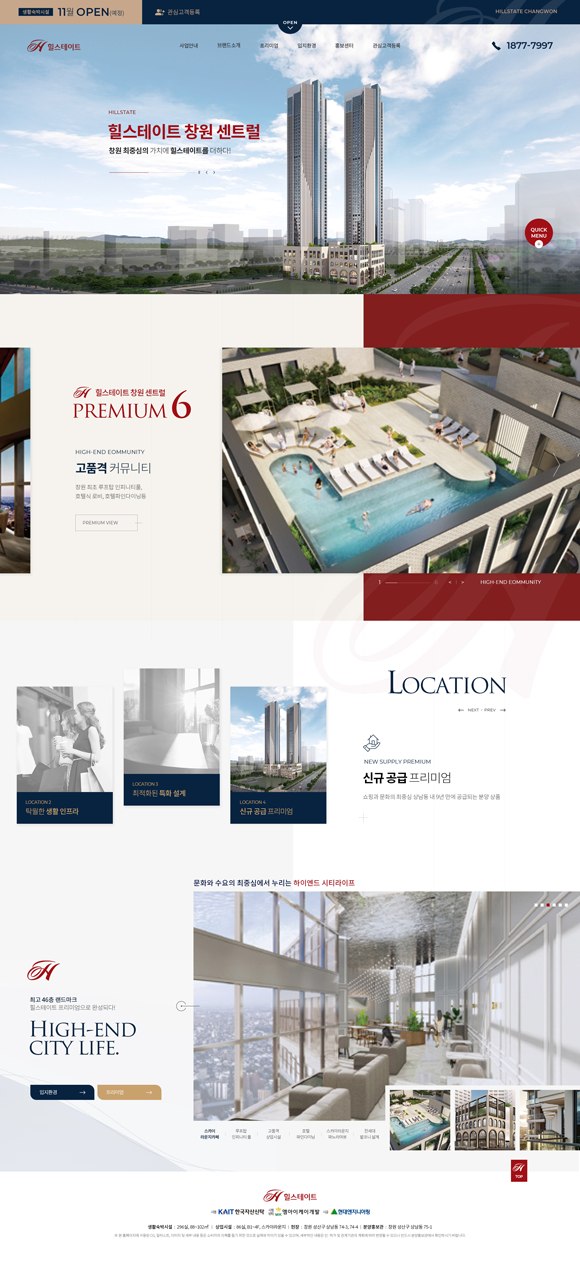 생활숙박시설 11월 OPEN(예정)
관심고객등록
HILLSTATE CHANGWON
OPEN
힐스테이트
사업안내 브랜드소개 프리미엄 입지환경 홍보센터 관심고객등록
1877-7997
HILLSTATE
힐스테이트 창원 센트럴
창원 최중심의 가치에 힐스테이트를 더하다!
QUICK
MENU
힐스테이트 창원 센트럴
PREMIUM 6
HIGH-END EOMMUNITY
고품격 커뮤니티
창원 최초 루프탑 인피니티풀,
호텔식 로비, 호텔파인다이닝등
PREMIUM VIEW
1
HIGH-END EOMMUNITY
LOCATION
NEXT PREV
NEW SUPPLY PREMIUM
신규 공급 프리미엄
쇼핑과 문화의 최중심 상남동 내 9년 만에 공급되는 분양 상품
LOCATION 2
탁월한 생활 인프라
LOCATION 3
최적화된 특화 설계
LOCATION 4
신규 공급 프리미엄
문화와 수요의 최중심에서 누리는 하이엔드 시티라이프
최고 46층 랜드마크
힐스테이트 프리미엄으로 완성되다!
HIGH-END
CITY LIFE.
입지환경
프리미엄
스카이 라운지카페
루프탑 인피니티 풀
고품격 상업시설
호텔 파인다이닝
스카이라운지
전세대 발코니 설계
TOP
힐스테이트
KAIT 한국자산신탁 영아이케이개발 현대엔지니어링
생활숙박시설 : 296실, 88~102㎡ | 상업시설 : 86실, B1~4F, 스카이라운지 | 현장 : 창원 성산구 상남동 74-3, 74-4 | 분양홍보관 : 창원 성산구 상남동 75-1